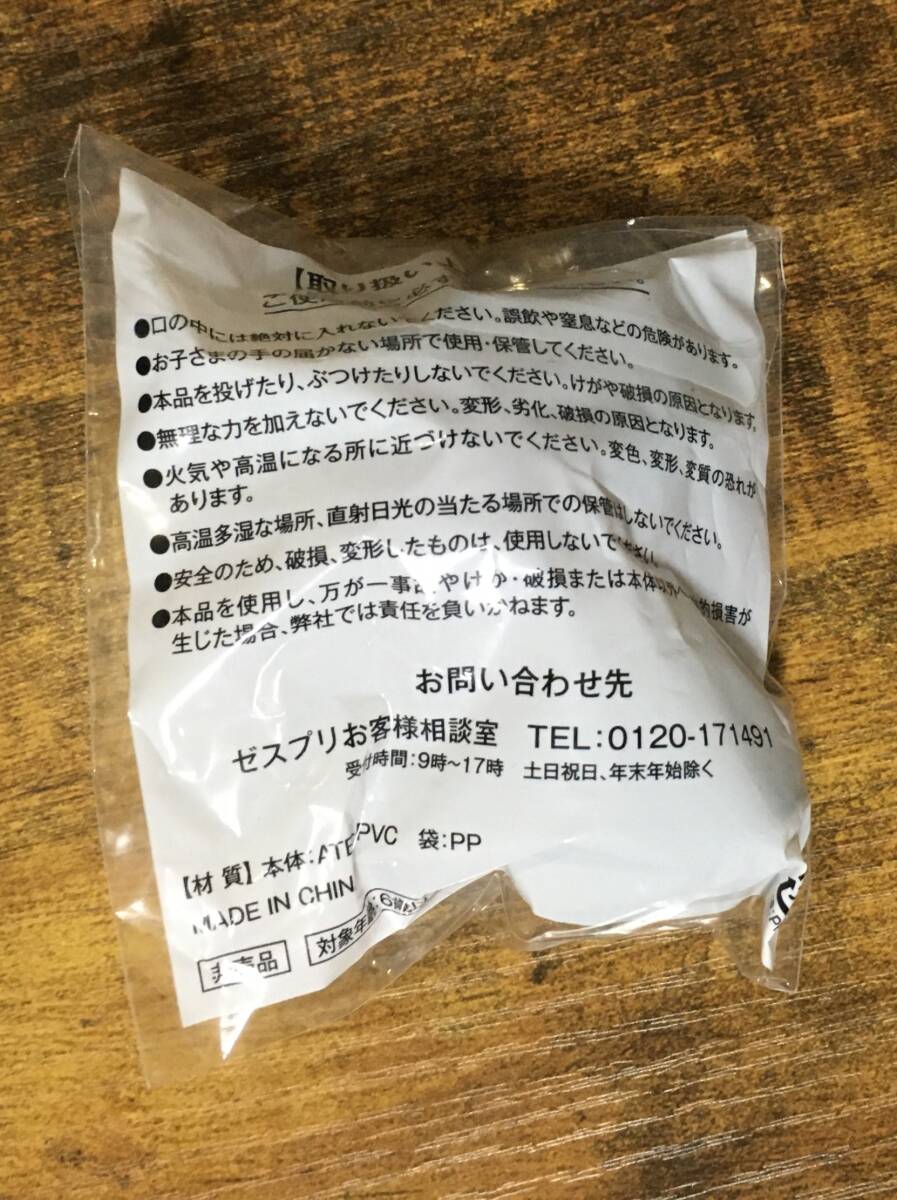 【取り扱い
ご使 必ず 。
●口の中には絶対に入れないでください。誤飲や窒息などの危険があります。
●お子さまの手の届かない場所で使用・保管してください。
●本品を投げたり、ぶつけたりしないでください。けがや破損の原因となります。
●無理な力を加えないでください。変形、劣化、破損の原因となります。
●火気や高温になる所に近づけないでください。変色、変形、変質の恐れが
あります。
●高温多湿な場所、直射日光の当たる場所での保管はしないでください。
●安全のため、破損、変形したものは、使用しないでください。
●本品を使用し、万が一事故やけが・破損または本体 的損害が
生じた場合、弊社では責任を負いかねます。
お問い合わせ先
ゼスプリお客様相談室 TEL:0120-171491
受付時間:9時~17時 土日祝日、年末年始除く
【材 質】本体:ATB PVC 袋:PP
MADE IN CHIN
非売品 対象年齢:6歳以